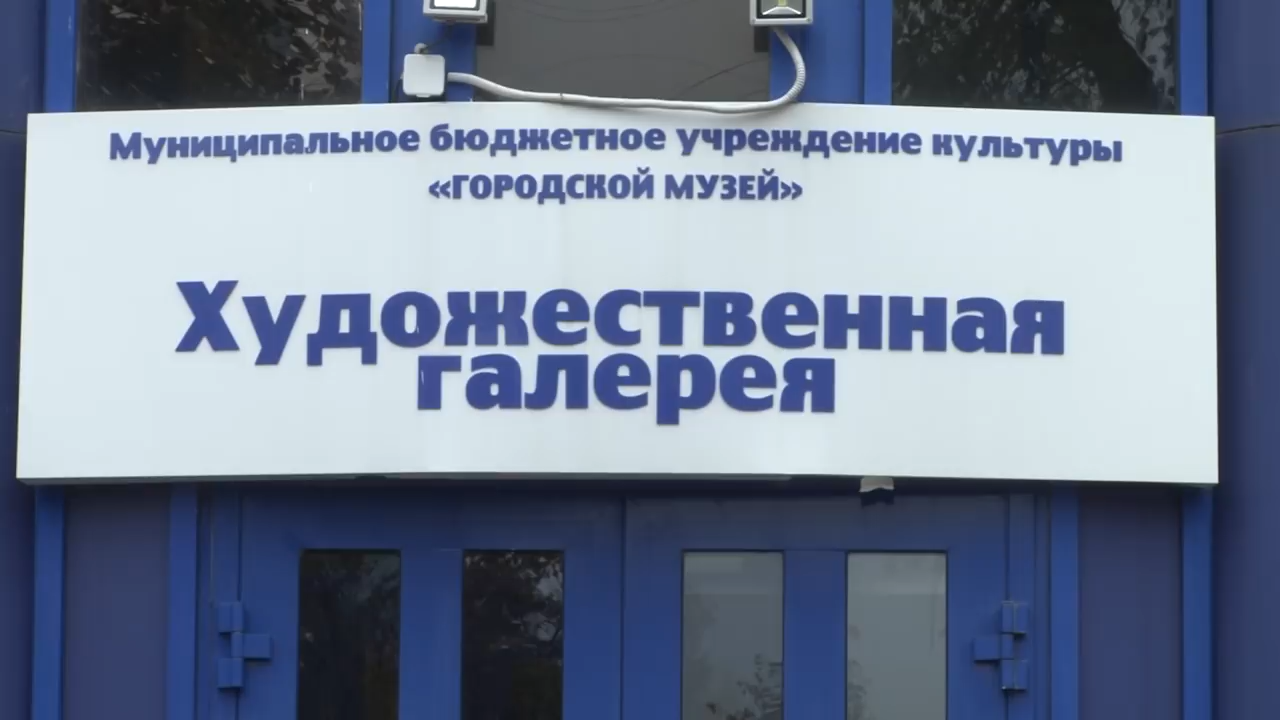 Муниципальное бюджетное учреждение культуры
«ГОРОДСКОЙ МУЗЕЙ»
Художественная
галерея